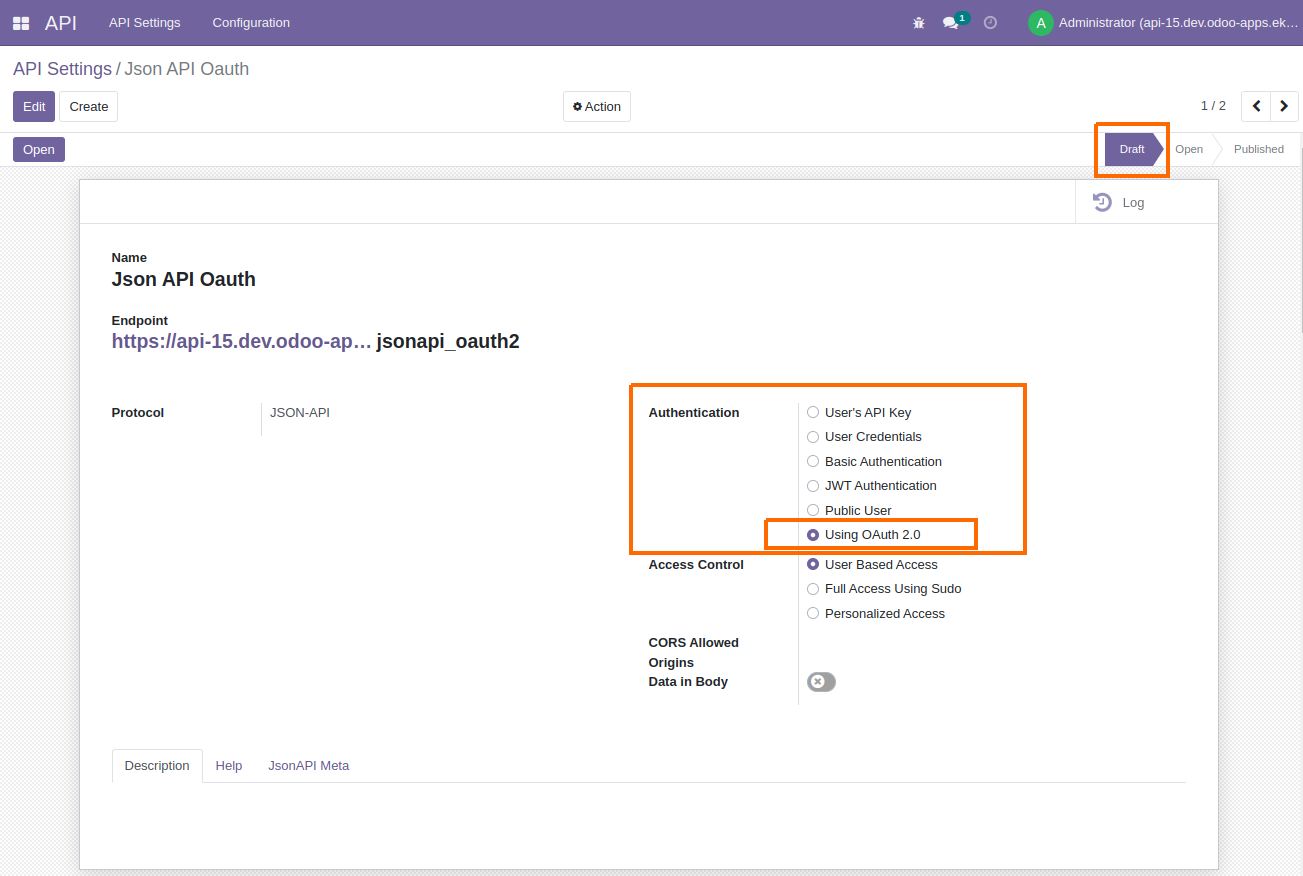 API API Settings Configuration 1 A Administrator (api-15.dev.odoo-apps.ek...
API Settings / Json API Oauth
Edit Create Action 1 / 2
Open Draft Open Published
Log
Name
Json API Oauth
Endpoint
https://api-15.dev.odoo-ap... jsonapi_oauth2
Protocol JSON-API
Authentication User's API Key
User Credentials
Basic Authentication
JWT Authentication
Public User
Using OAuth 2.0
Access Control User Based Access
Full Access Using Sudo
Personalized Access
CORS Allowed
Origins
Data in Body
Description Help JsonAPI Meta